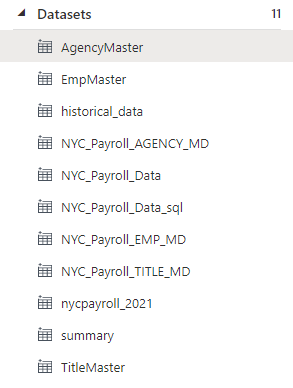 Datasets 11
AgencyMaster
EmpMaster
historical_data
NYC_Payroll_AGENCY_MD
NYC_Payroll_Data
NYC_Payroll_Data_sql
NYC_Payroll_EMP_MD
NYC_Payroll_TITLE_MD
nycpayroll_2021
summary
TitleMaster